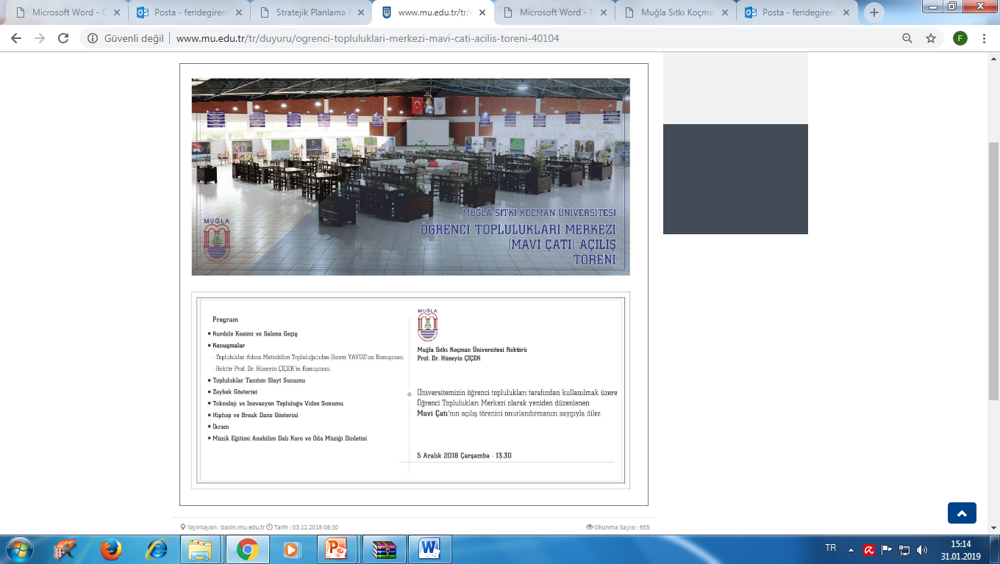 Microsoft Word - 
Posta - feridegireni
Stratejik Planlama
www.mu.edu.tr/tr/
Microsoft Word -
Muğla Sıtkı Koçma
Posta - feridegireni
Güvenli değil
www.mu.edu.tr/tr/duyuru/ogrenci-topluluklari-merkezi-mavi-cati-acilis-toreni-40104
F
MUĞLA SITKI KOÇMAN ÜNİVERSİTESİ
MUĞLA
ÖĞRENCİ TOPLULUKLARI MERKEZİ
(MAVİ ÇATI) AÇILIŞ
TÖRENİ
Program
• Kurdele Kesimi ve Salona Geçiş
• Konuşmalar
- Topluluklar Adına Metinbilim Topluluğundan Gizem YAVUZ'un Konuşması
- Rektör Prof. Dr. Hüseyin ÇİÇEK'in Konuşması
• Topluluklar Tanıtım Slayt Sunumu
• Zeybek Gösterisi
• Teknoloji ve Inovasyon Topluluğu Video Sunumu
• Hiphop ve Break Dans Gösterisi
• İkram
• Müzik Eğitimi Anabilim Dalı Koro ve Oda Müziği Dinletisi
MUĞLA
Muğla Sıtkı Koçman Üniversitesi Rektörü
Prof. Dr. Hüseyin ÇİÇEK
Üniversitemizin öğrenci toplulukları tarafından kullanılmak üzere
Öğrenci Toplulukları Merkezi olarak yeniden düzenlenen
Mavi Çatı'nın açılış törenini onurlandırmanızı saygıyla diler.
5 Aralık 2018 Çarşamba - 13.30
Yayınlayan : basin.mu.edu.tr Tarih : 03.12.2018 08:30
Okunma Sayısı : 655
TR
15:14
31.01.2019